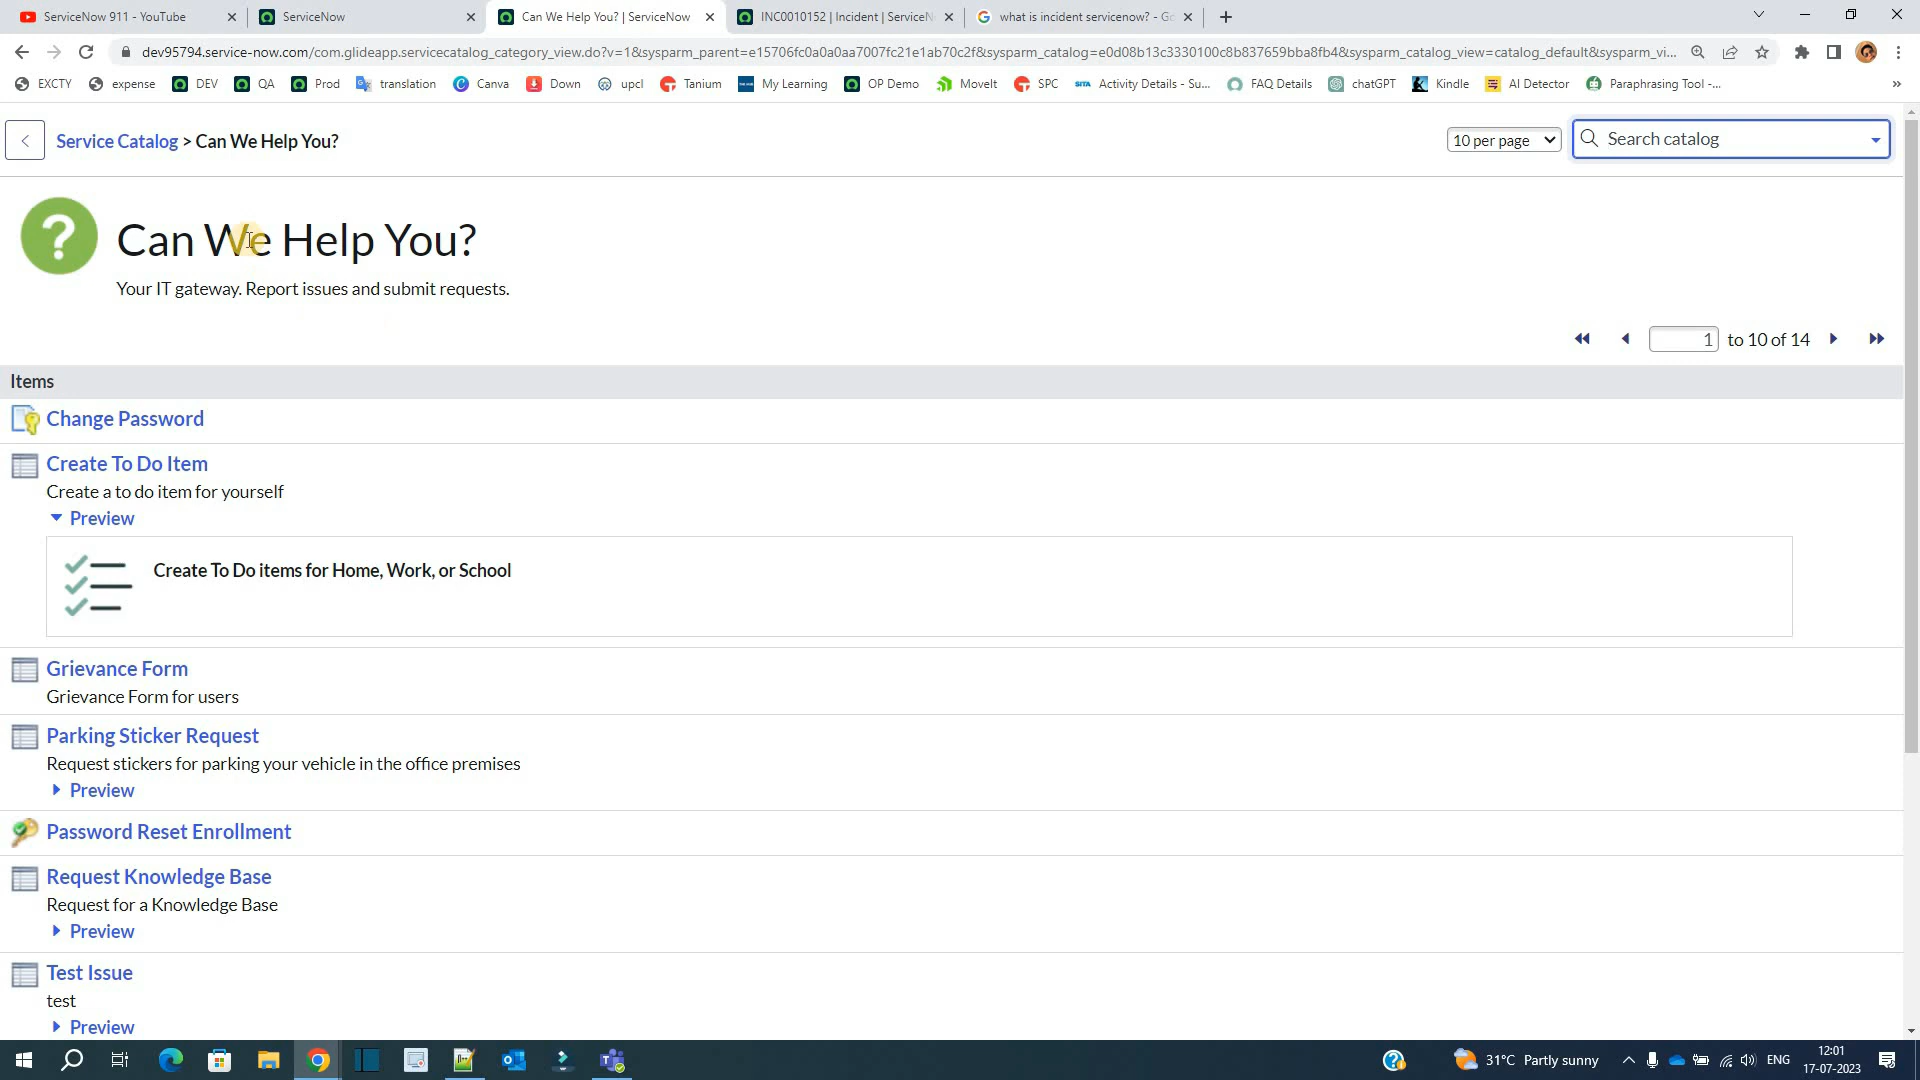 ServiceNow 911 - YouTube
ServiceNow
Can We Help You? | ServiceNow
INC0010152 | Incident | ServiceN
what is incident servicenow? - Go
dev95794.service-now.com/com.glideapp.servicecatalog_category_view.do?v=1&sysparm_parent=e15706fc0a0a0aa7007fc21e1ab70c2f&sysparm_catalog=e0d08b13c3330100c8b837659bba8fb4&sysparm_catalog_view=catalog_default&sysparm_vi...
EXCTY
expense
DEV
QA
Prod
translation
Canva
Down
upcl
Tanium
My Learning
OP Demo
MoveIt
SPC
SITA Activity Details - Su...
FAQ Details
chatGPT
Kindle
AI Detector
Paraphrasing Tool -...
Service Catalog > Can We Help You?
10 per page
Search catalog
Can We Help You?
Your IT gateway. Report issues and submit requests.
1 to 10 of 14
Items
Change Password
Create To Do Item
Create a to do item for yourself
Preview
Create To Do items for Home, Work, or School
Grievance Form
Grievance Form for users
Parking Sticker Request
Request stickers for parking your vehicle in the office premises
Preview
Password Reset Enrollment
Request Knowledge Base
Request for a Knowledge Base
Preview
Test Issue
test
Preview
31°C Partly sunny
ENG
12:01
17-07-2023